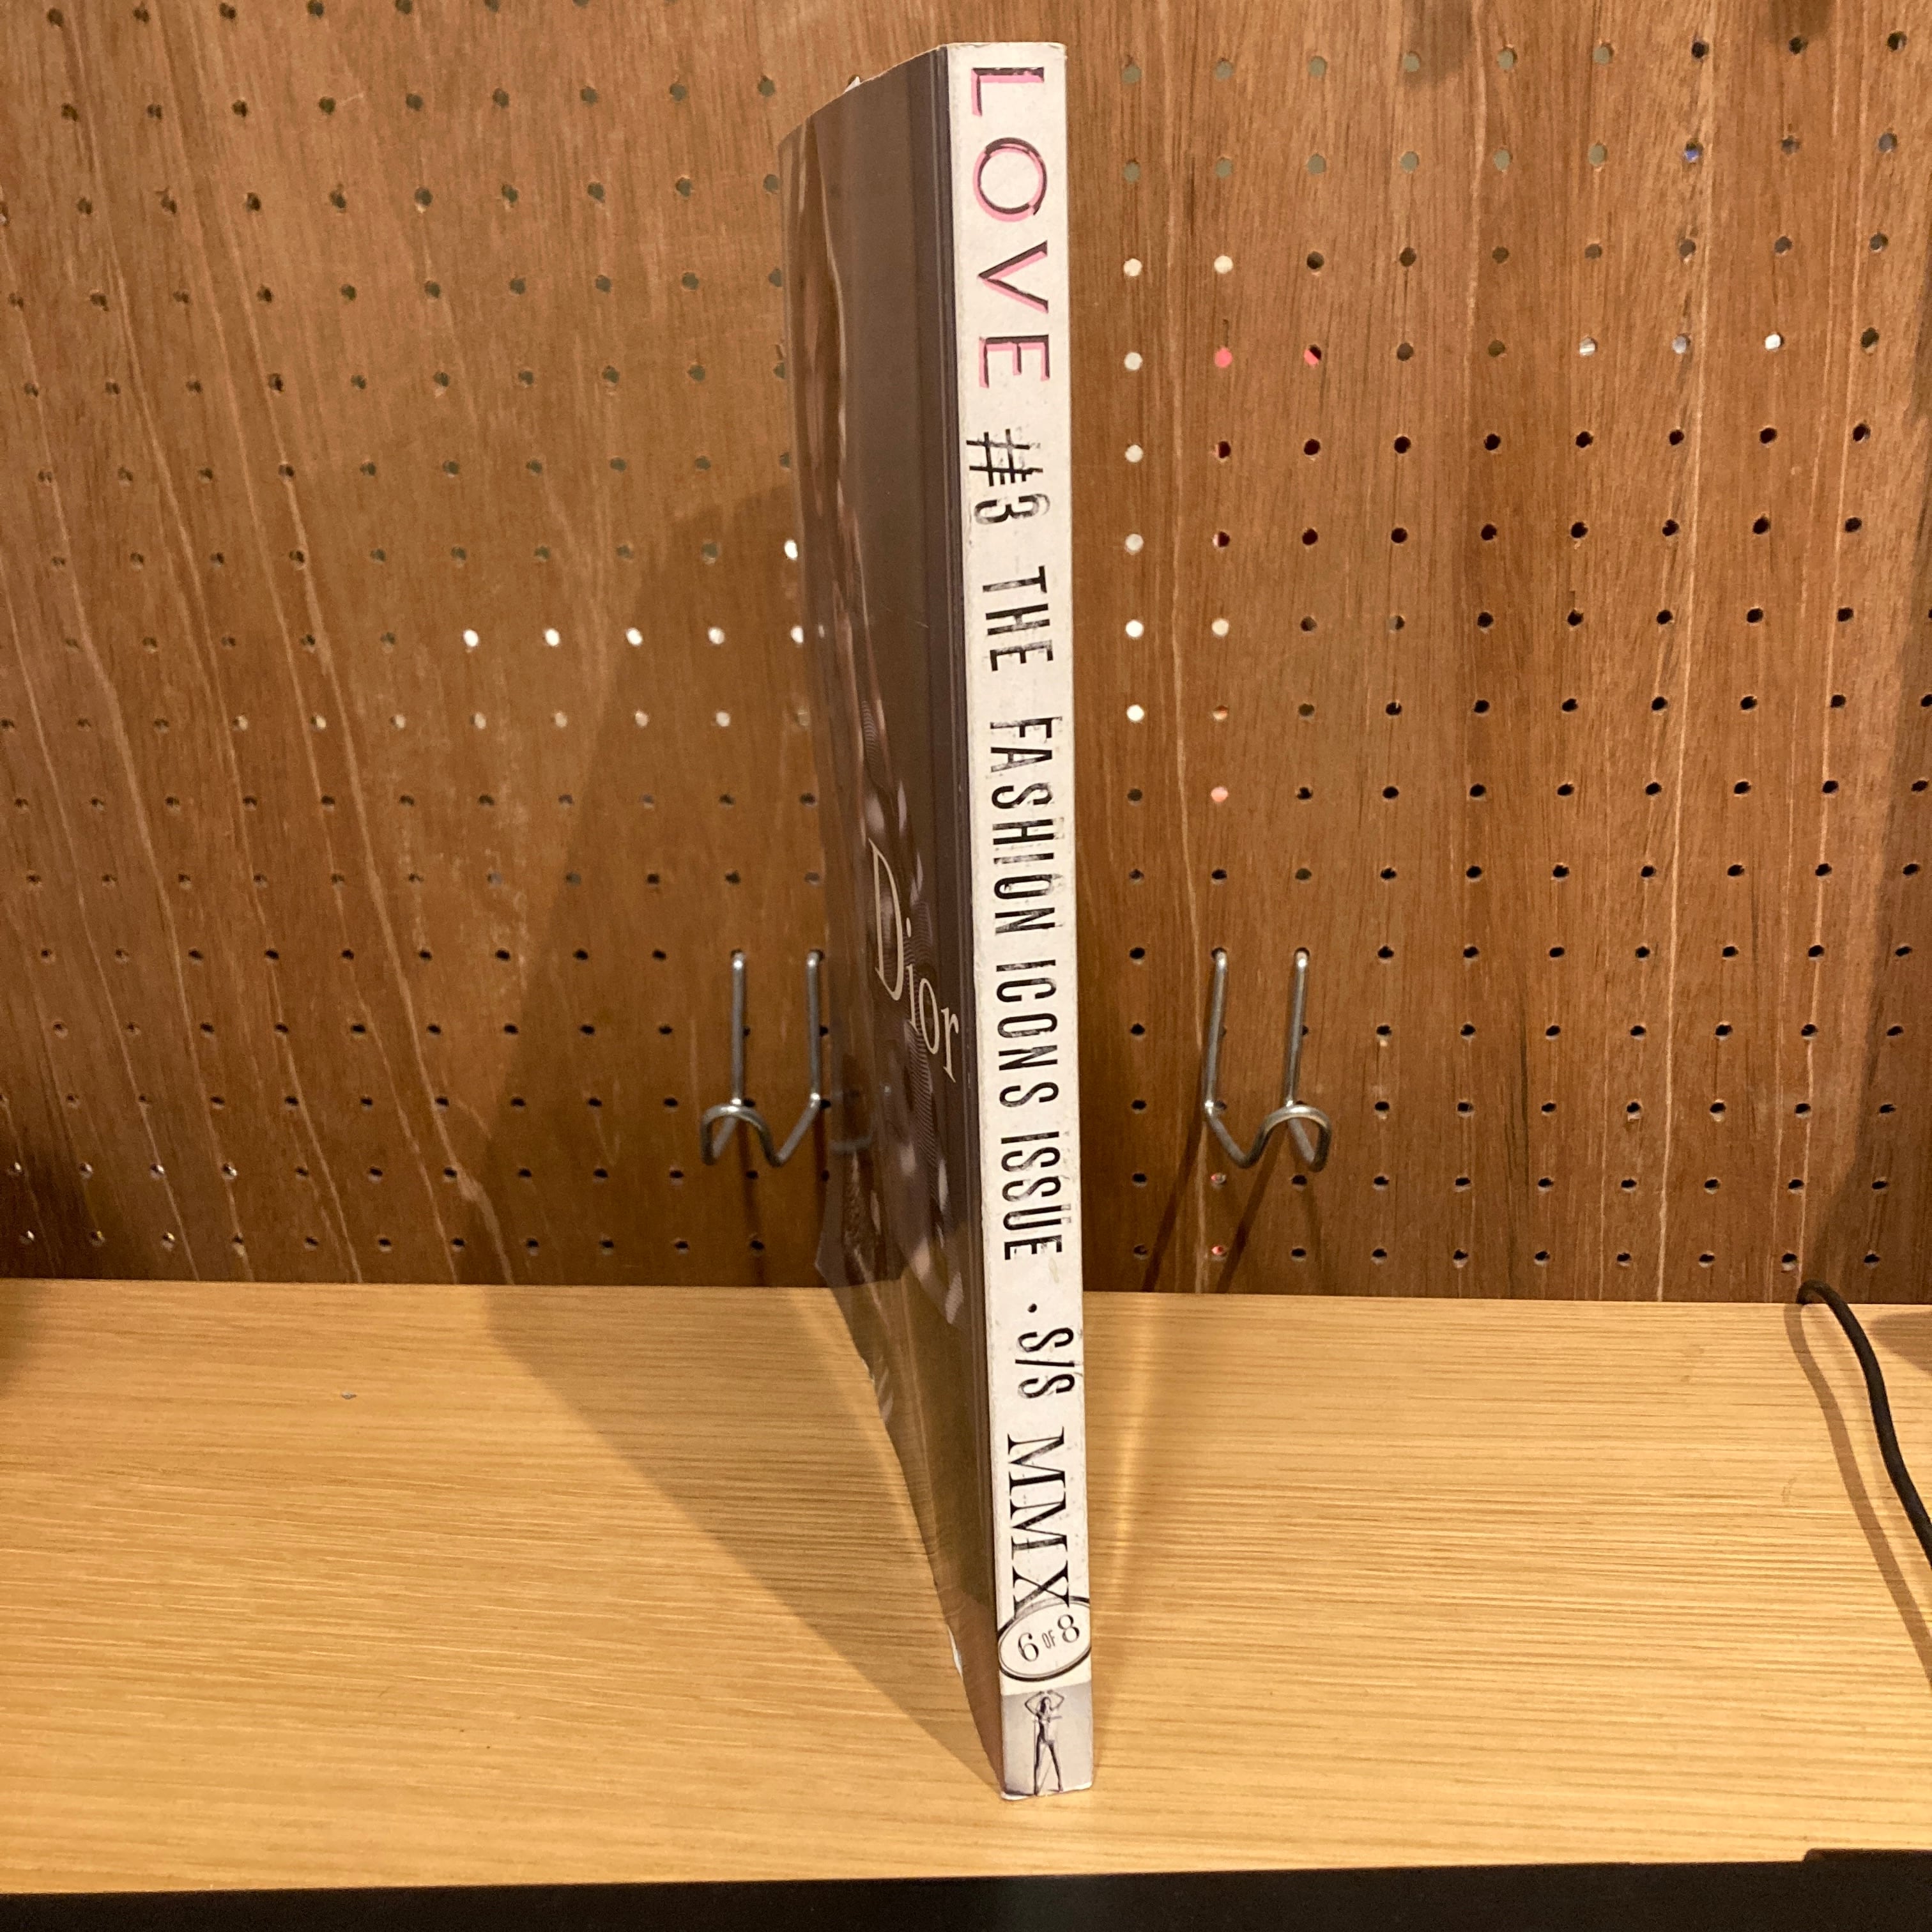 LOVE #3 THE FASHION ICONS ISSUE • S/S MMX
6 OF 8
Dior